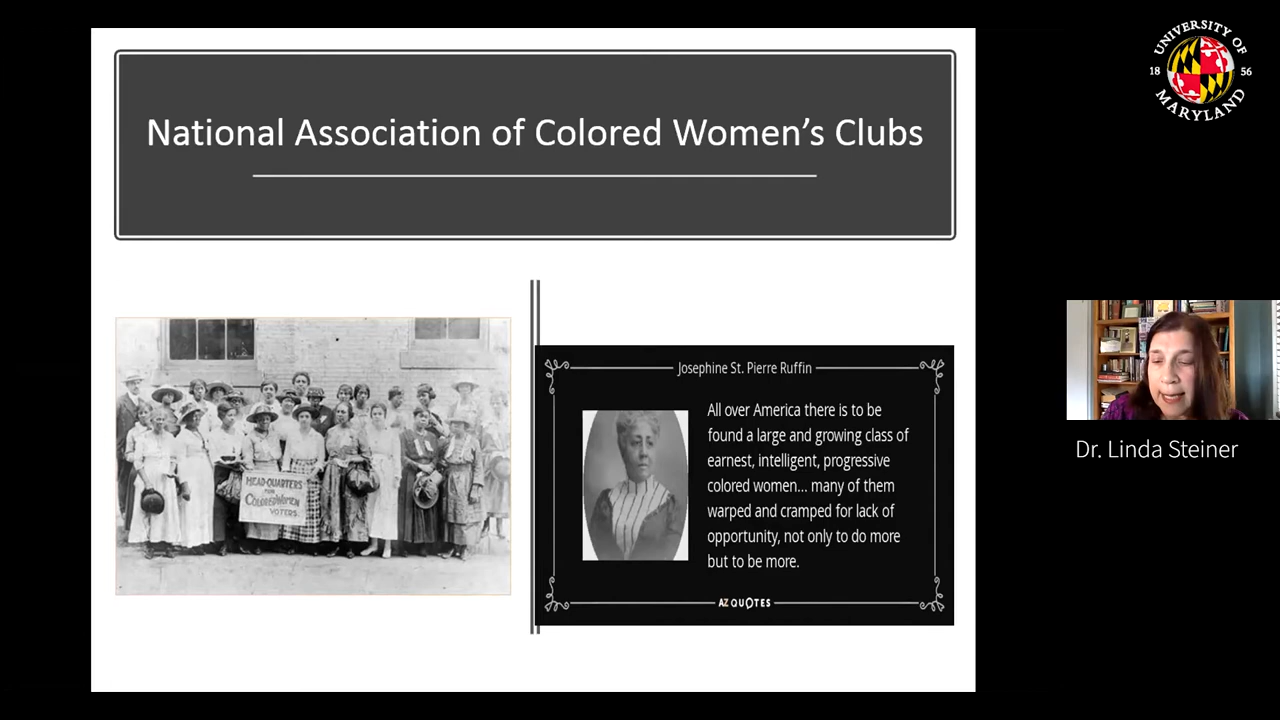 National Association of Colored Women's Clubs
HEAD-QUARTERS
FOR
COLORED WOMEN
VOTERS.
Josephine St. Pierre Ruffin
All over America there is to be
found a large and growing class of
earnest, intelligent, progressive
colored women... many of them
warped and cramped for lack of
opportunity, not only to do more
but to be more.
AZ QUOTES
UNIVERSITY OF
18 56
MARYLAND
Dr. Linda Steiner